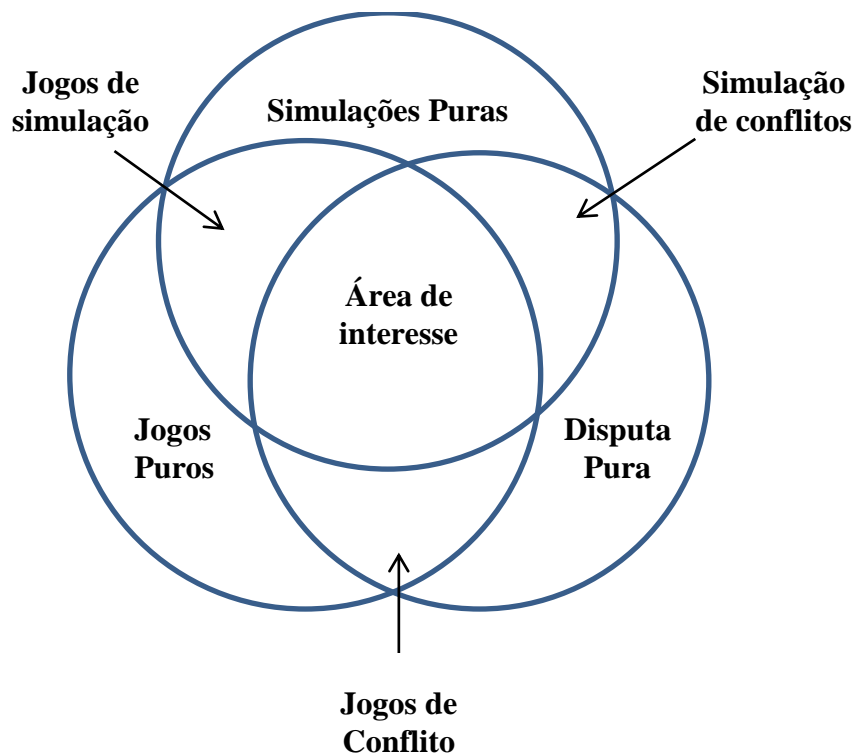 Jogos de
simulação
Simulações Puras
Simulação
de conflitos
Área de
interesse
Jogos
Puros
Disputa
Pura
Jogos de
Conflito